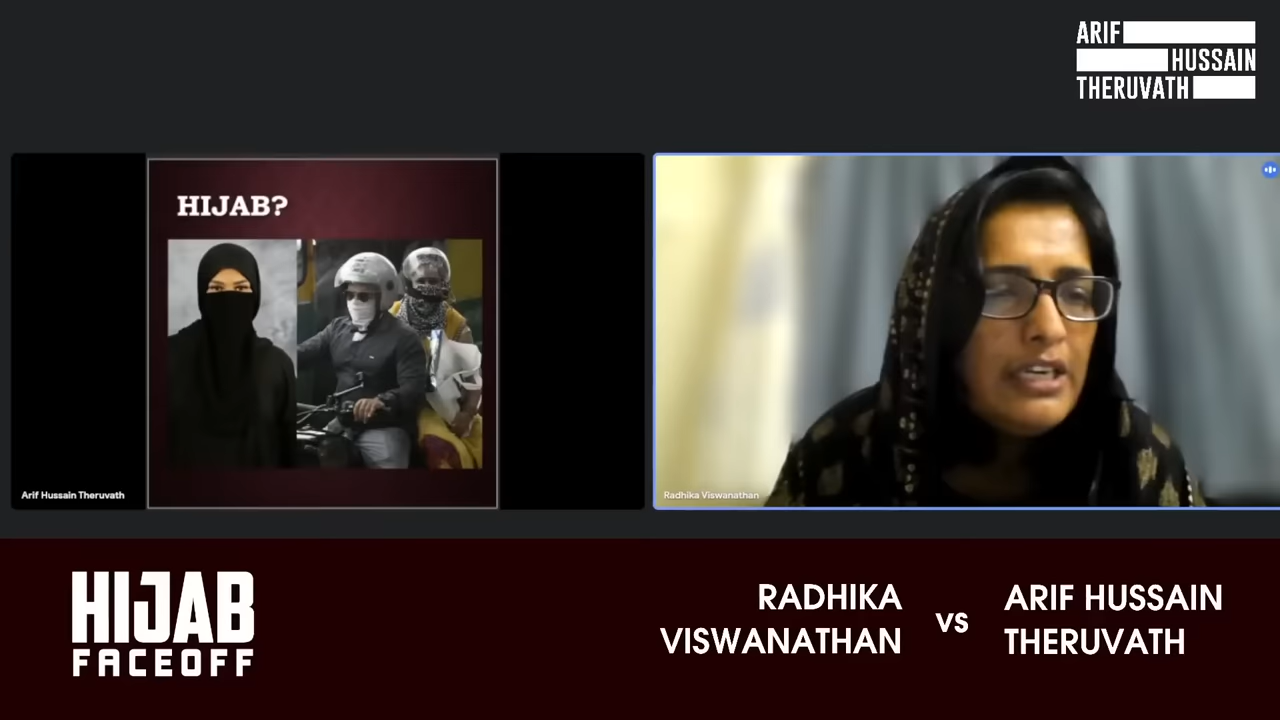 ARIF
HUSSAIN
THERUVATH
HIJAB?
Arif Hussain Theruvath
Radhika Viswanathan
HIJAB
FACEOFF
RADHIKA
VISWANATHAN
VS
ARIF HUSSAIN
THERUVATH